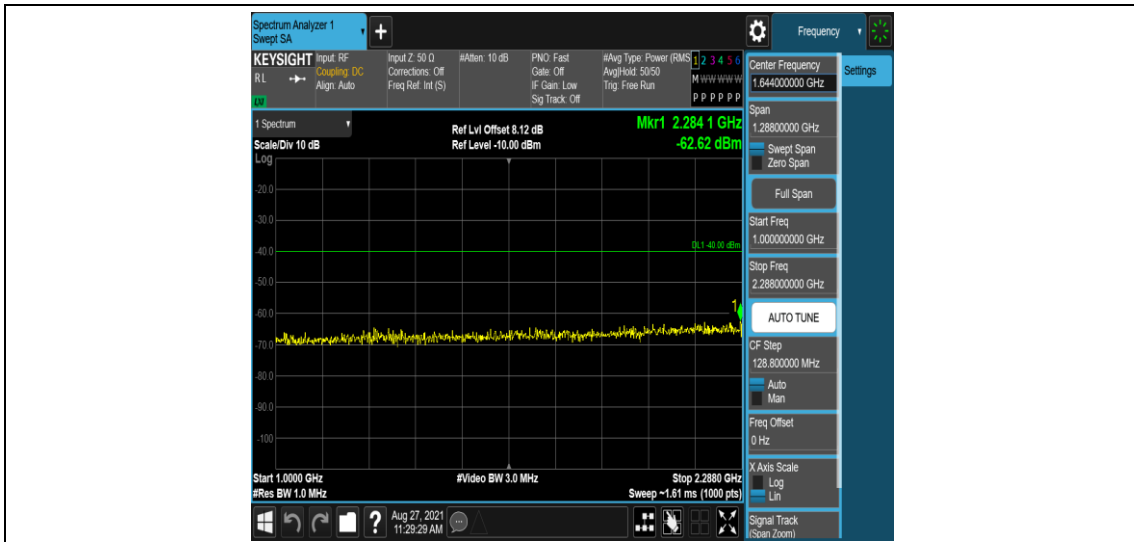 Spectrum Analyzer 1
Swept SA
+
Frequency
KEYSIGHT
RL
LM
Input: RF
Coupling: DC
Align: Auto
Input Z: 50 Ω
Corrections: Off
Freq Ref: Int (S)
#Atten: 10 dB
PNO: Fast
Gate: Off
IF Gain: Low
Sig Track: Off
#Avg Type: Power (RMS
Avg|Hold: 50/50
Trig: Free Run
1 2 3 4 5 6
M W W W W W
P P P P P P
Center Frequency
1.644000000 GHz
Settings
Span
1.28800000 GHz
Swept Span
Zero Span
Full Span
Start Freq
1.000000000 GHz
Stop Freq
2.288000000 GHz
AUTO TUNE
CF Step
128.800000 MHz
Auto
Man
Freq Offset
0 Hz
X Axis Scale
Log
Lin
Signal Track
(Span Zoom)
1 Spectrum
Scale/Div 10 dB
Ref Lvl Offset 8.12 dB
Ref Level -10.00 dBm
Mkr1 2.284 1 GHz
-62.62 dBm
Log
-20.0
-30.0
-40.0
DL1 -40.00 dBm
-50.0
-60.0
1
-70.0
-80.0
-90.0
-100
Start 1.0000 GHz
#Video BW 3.0 MHz
Stop 2.2880 GHz
#Res BW 1.0 MHz
Sweep ~1.61 ms (1000 pts)
?
Aug 27, 2021
11:29:29 AM